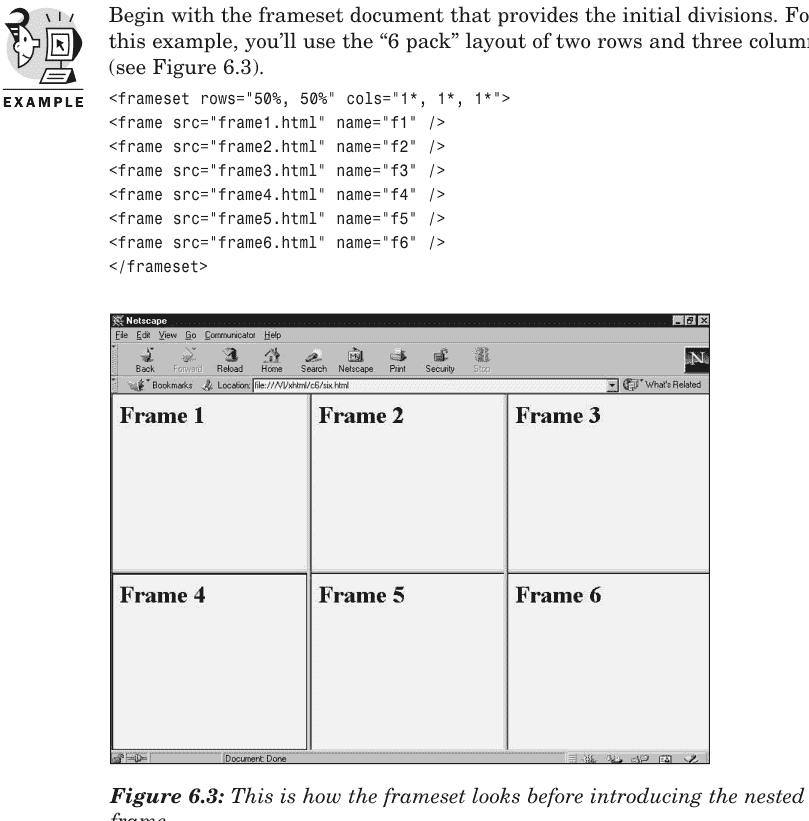 Begin with the frameset document that provides the initial divisions. Fo
this example, you'll use the “6 pack” layout of two rows and three colum
(see Figure 6.3).
EXAMPLE
<frameset rows="50%, 50%" cols="1*, 1*, 1*">
<frame src="frame1.html" name="f1" />
<frame src="frame2.html" name="f2" />
<frame src="frame3.html" name="f3" />
<frame src="frame4.html" name="f4" />
<frame src="frame5.html" name="f5" />
<frame src="frame6.html" name="f6" />
</frameset>
Netscape
File Edit View Go Communicator Help
Back Forward Reload Home Search Netscape Print Security Stop
N
Bookmarks Location: file:///V|/xhtml/c6/six.html What's Related
Frame 1 Frame 2 Frame 3
Frame 4 Frame 5 Frame 6
Document: Done
Figure 6.3: This is how the frameset looks before introducing the nested
frame.